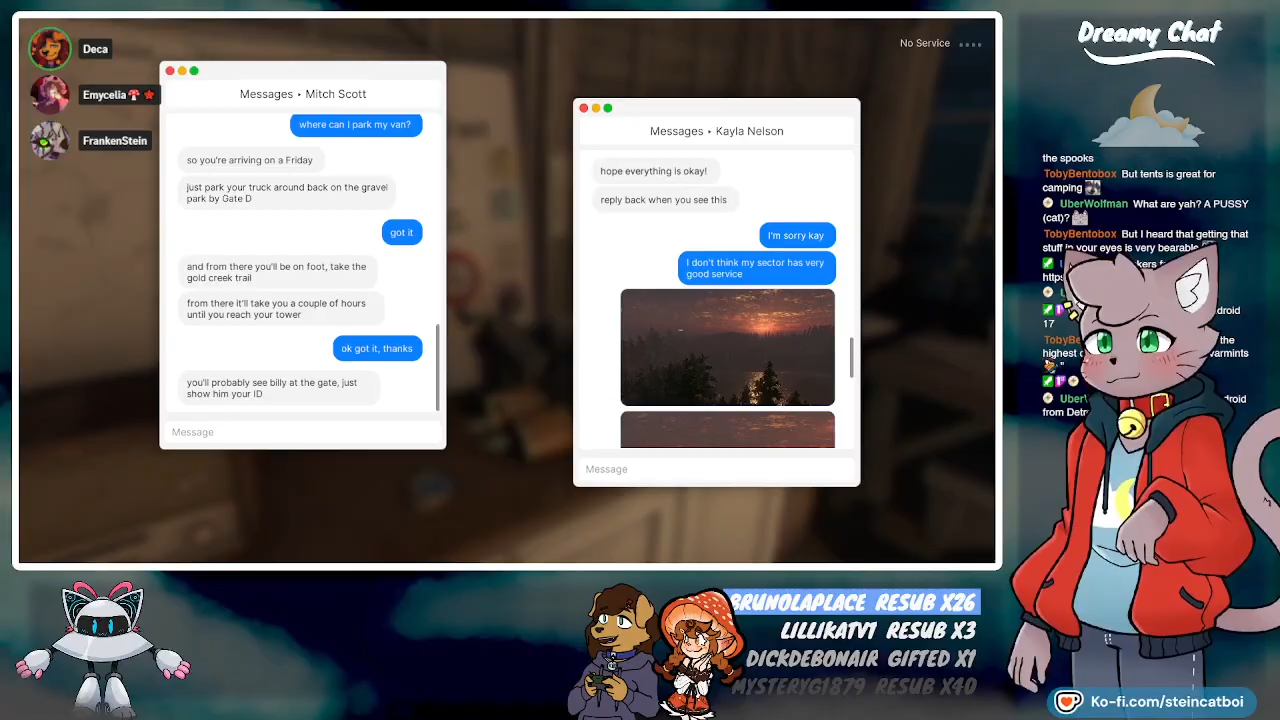 Deca
Emycelia
FrankenStein
No Service
Messages ‣ Mitch Scott
where can I park my van?
so you're arriving on a Friday
just park your truck around back on the gravel
park by Gate D
got it
and from there you'll be on foot, take the
gold creek trail
from there it'll take you a couple of hours
until you reach your tower
ok got it, thanks
you'll probably see billy at the gate, just
show him your ID
Message
Messages ‣ Kayla Nelson
hope everything is okay!
reply back when you see this
I'm sorry kay
I don't think my sector has very
good service
Message
Dreamy Chat
the spooks
TobyBentobox But tents is great for
camping
UberWolfman What are yah? A PUSSY
(cat)?
TobyBentobox But I heard that getting that
stuff in your eyes is very bearable
17
the highest
varmints
from
BRUNOLAPLACE RESUB X26
LILLIKATV1 RESUB X3
DICKDEBONAIR GIFTED X1
MYSTERYG1879 RESUB X40
Ko-fi.com/steincatboi